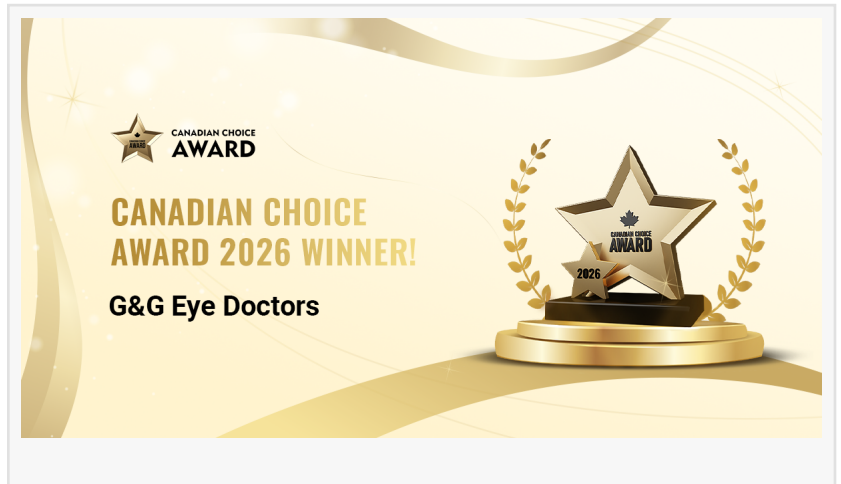 CANADIAN CHOICE
AWARD
CANADIAN CHOICE
AWARD 2026 WINNER!
G&G Eye Doctors
CANADIAN CHOICE
AWARD
2026